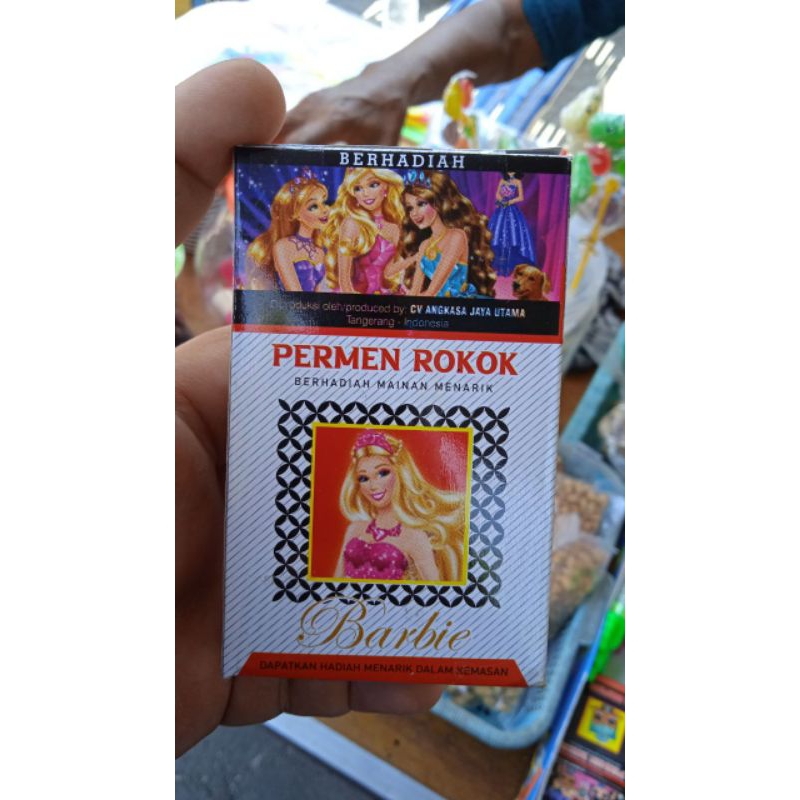 BERHADIAH
Diproduksi oleh/produced by: CV ANGKASA JAYA UTAMA
Tangerang - Indonesia
PERMEN ROKOK
BERHADIAH MAINAN MENARIK
Barbie
DAPATKAN HADIAH MENARIK DALAM KEMASAN